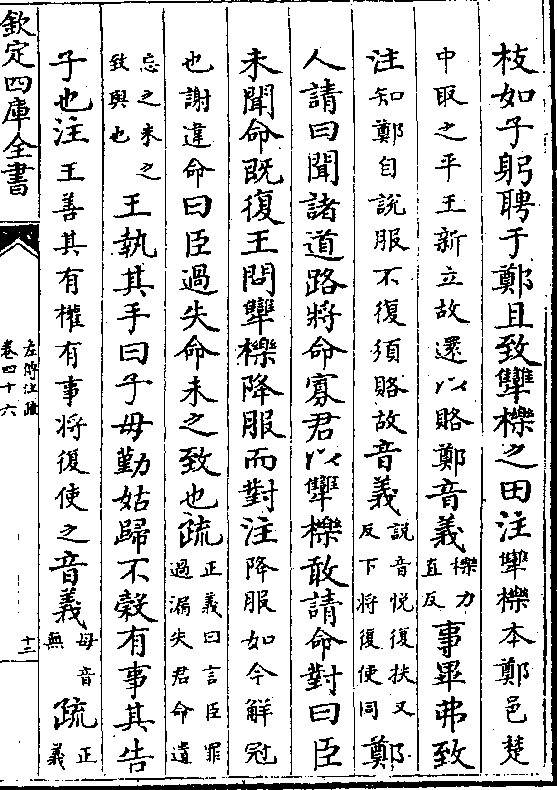 枝如子躬聘于鄭且致犫櫟之田注犫櫟本鄭邑楚
中取之平王新立故還以賂鄭音義櫟力直反事畢弗致
注知鄭自說服不復須賂故音義說音悅復扶又反下將復使同鄭
人請曰聞諸道路將命寡君以犫櫟敢請命對曰臣
未聞命既復王問犫櫟降服而對注降服如今解冠
也謝違命曰臣過失命未之致也疏正義曰言臣罪過漏失君命遺
忘之未之致與也王執其手曰子毋勤姑歸不穀有事其告
子也注王善其有權有事將復使之音義毋音無疏正義
欽定四庫全書
左傳注疏
卷四十六
十三